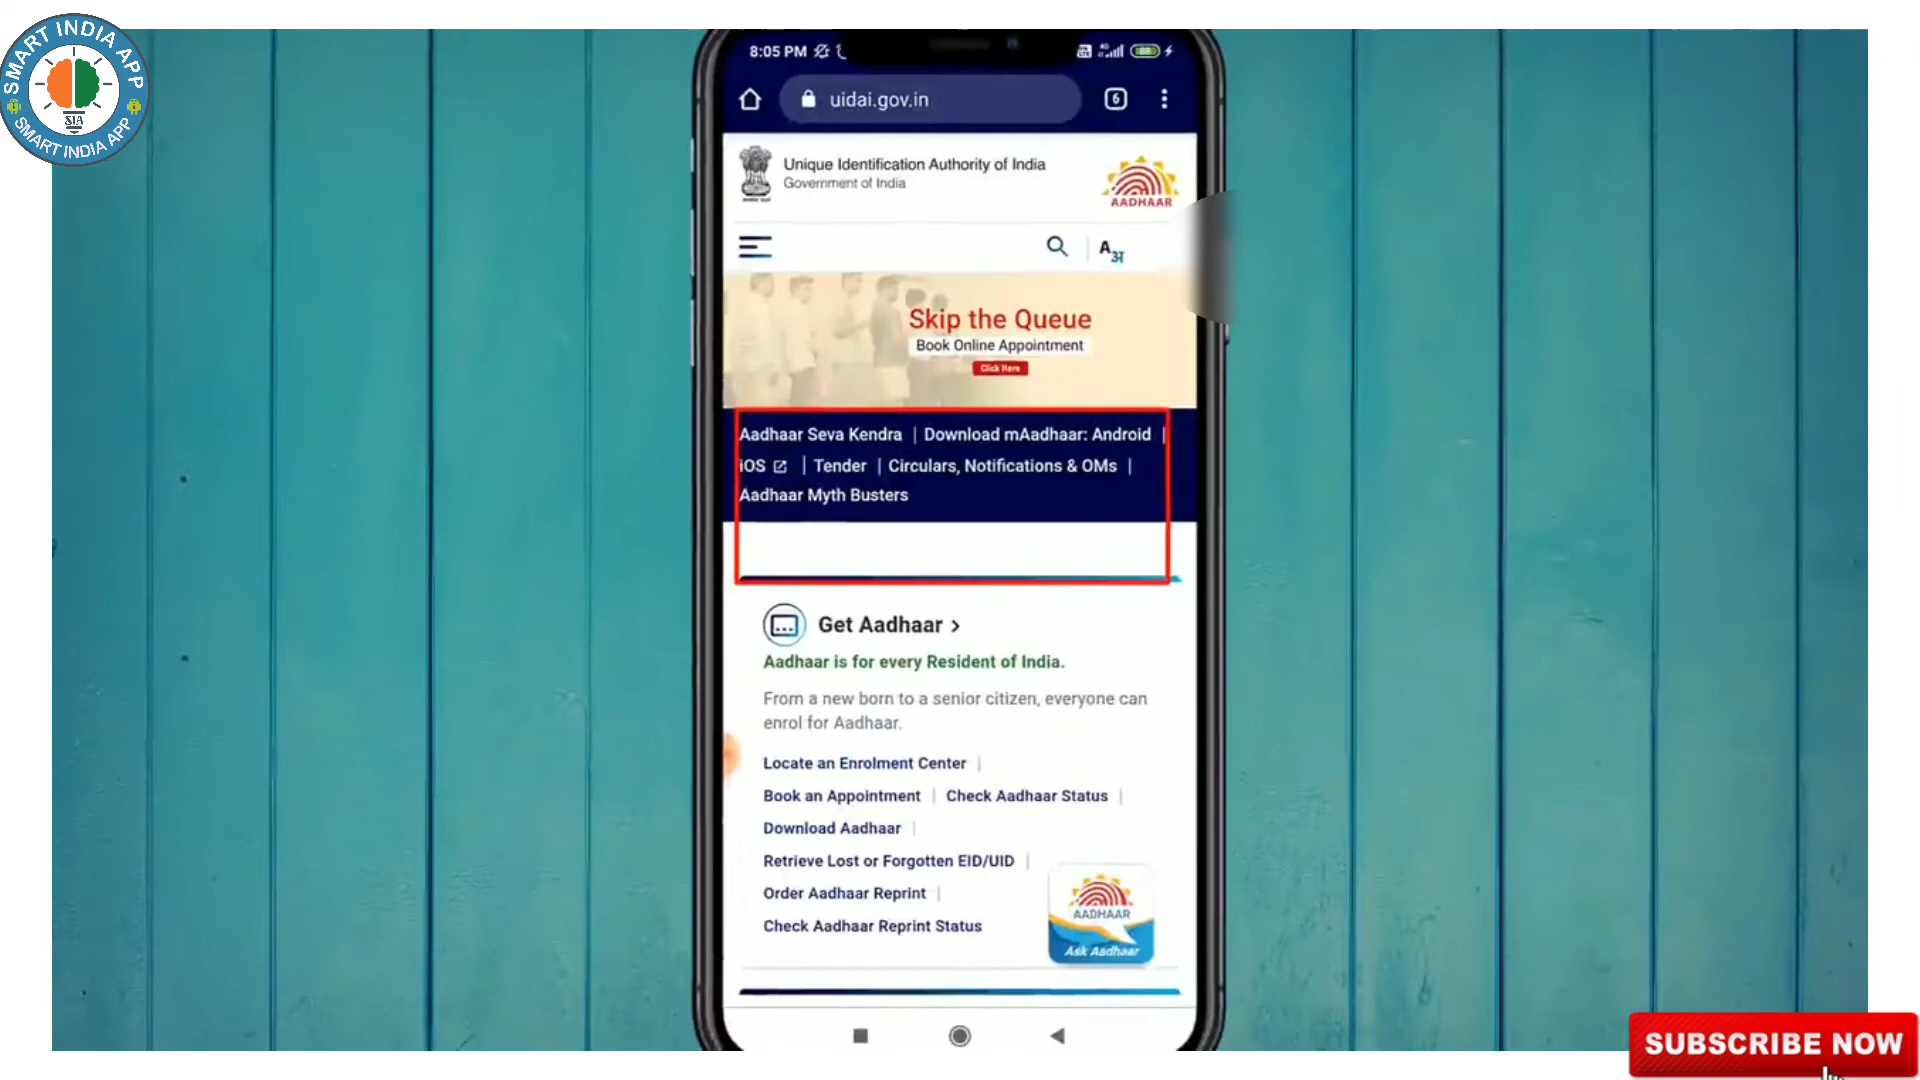 SMART INDIA APP
SIA
SMART INDIA APP
8:05 PM
uidai.gov.in
6
Unique Identification Authority of India
Government of India
AADHAAR
A अ
Skip the Queue
Book Online Appointment
Click Here
Aadhaar Seva Kendra | Download mAadhaar: Android |
iOS | Tender | Circulars, Notifications & OMs |
Aadhaar Myth Busters
Get Aadhaar >
Aadhaar is for every Resident of India.
From a new born to a senior citizen, everyone can
enrol for Aadhaar.
Locate an Enrolment Center |
Book an Appointment | Check Aadhaar Status |
Download Aadhaar |
Retrieve Lost or Forgotten EID/UID |
Order Aadhaar Reprint |
Check Aadhaar Reprint Status
AADHAAR
Ask Aadhaar
SUBSCRIBE NOW